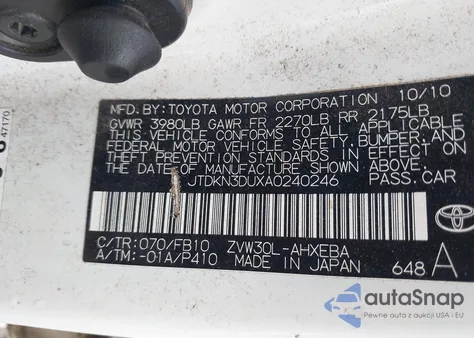 MFD. BY: TOYOTA MOTOR CORPORATION 10/10
GVWR 3980LB GAWR FR 2270LB RR 2175LB
THIS VEHICLE CONFORMS TO ALL APPLICABLE
FEDERAL MOTOR VEHICLE SAFETY, BUMPER, AND
THEFT PREVENTION STANDARDS IN EFFECT ON
THE DATE OF MANUFACTURE SHOWN ABOVE.
JTDKN3DUXA0240246 PASS.CAR
C/TR: 070/FB10 ZVW30L-AHXEBA
A/TM: -01A/P410 MADE IN JAPAN 648 A
TOYOTA
47170
autoSnap
Pewne auta z aukcji USA i EU